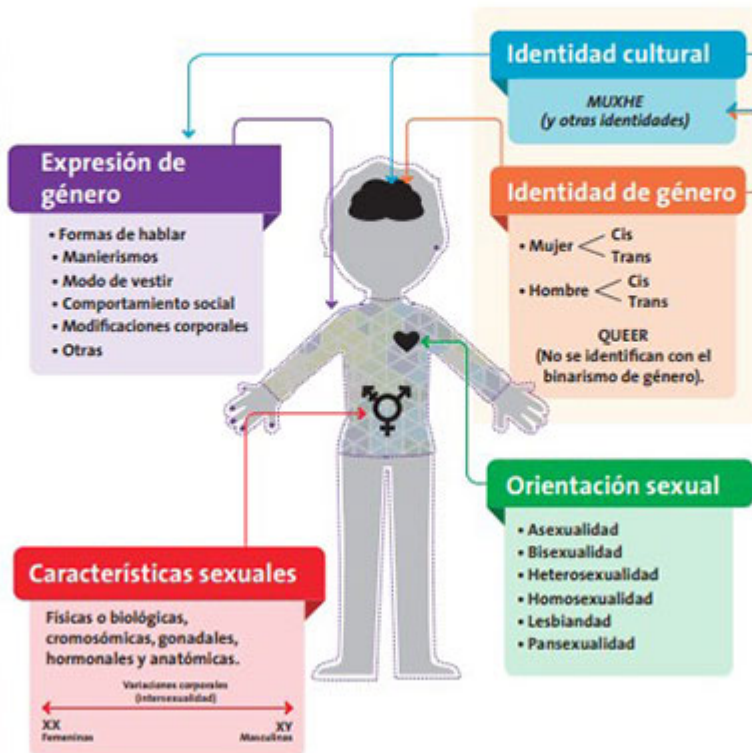 Identidad cultural
MUXHE
(y otras identidades)
Expresión de
género
• Formas de hablar
• Manierismos
• Modo de vestir
• Comportamiento social
• Modificaciones corporales
• Otras
Identidad de género
• Mujer
Cis
Trans
• Hombre
Cis
Trans
QUEER
(No se identifican con el
binarismo de género).
Orientación sexual
• Asexualidad
• Bisexualidad
• Heterosexualidad
• Homosexualidad
• Lesbiandad
• Pansexualidad
Características sexuales
Físicas o biológicas,
cromosómicas, gonadales,
hormonales y anatómicas.
Variaciones corporales
(intersexualidad)
XX
Femeninas
XY
Masculinas